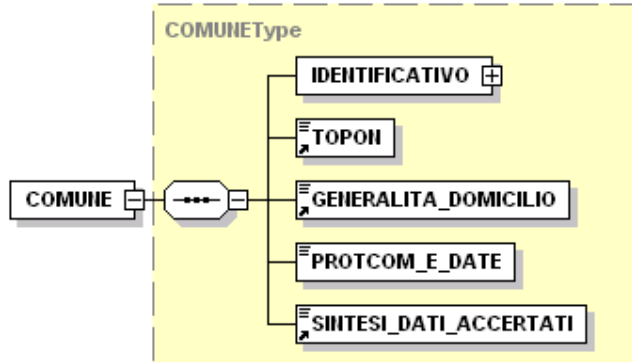 COMUNEType
IDENTIFICATIVO
TOPON
COMUNE
GENERALITA_DOMICILIO
PROTCOM_E_DATE
SINTESI_DATI_ACCERTATI